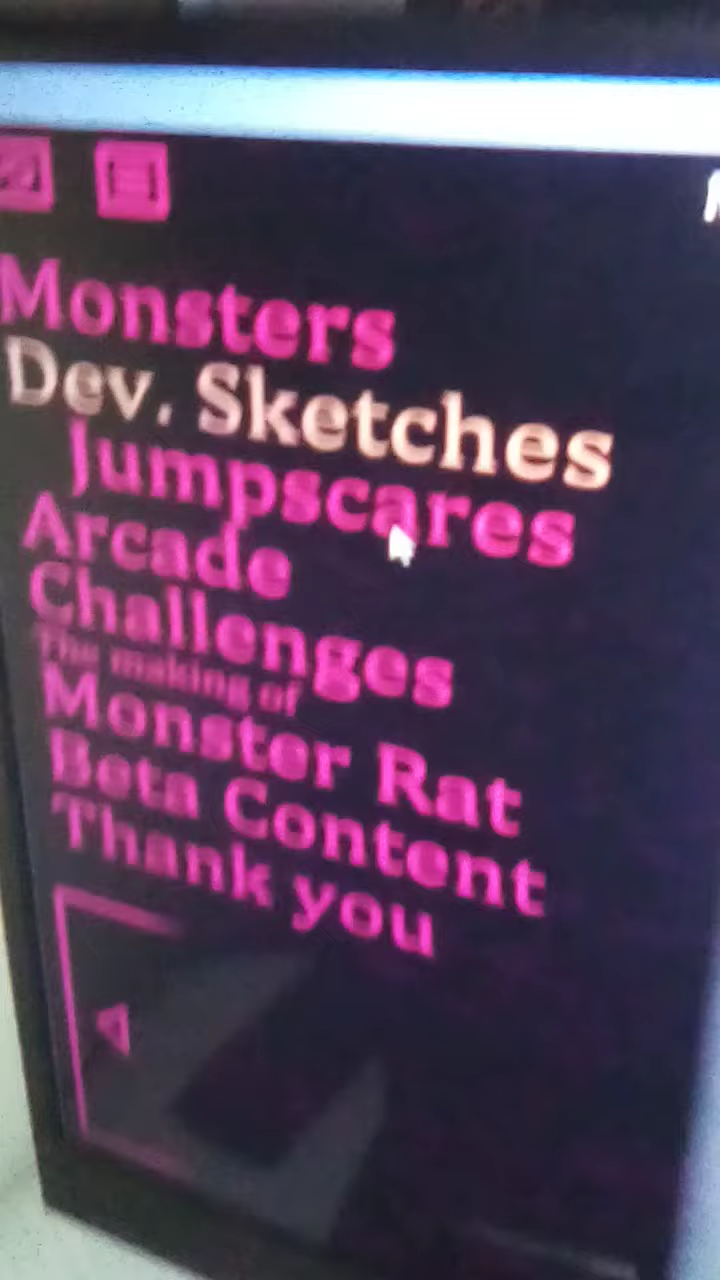 Monsters
Dev. Sketches
Jumpscares
Arcade
Challenges
The making of
Monster Rat
Beta Content
Thank you